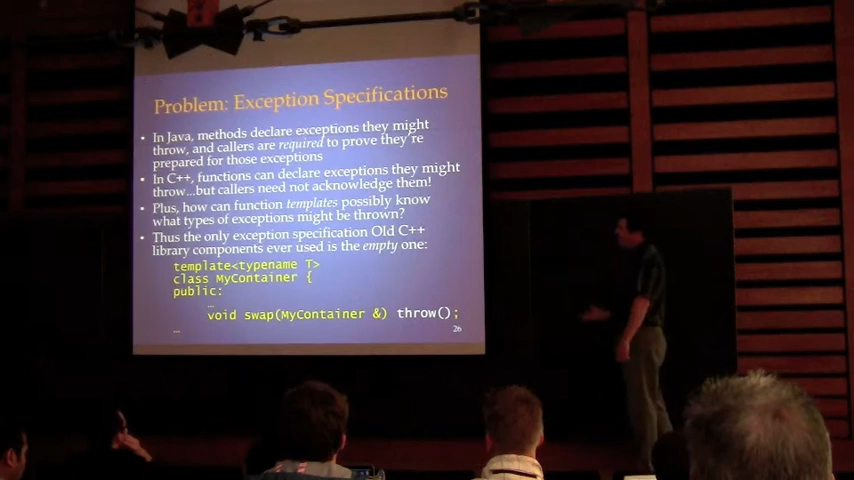 Problem: Exception Specifications
• In Java, methods declare exceptions they might
throw, and callers are required to prove they're
prepared for those exceptions
• In C++, functions can declare exceptions they might
throw...but callers need not acknowledge them!
• Plus, how can function templates possibly know
what types of exceptions might be thrown?
• Thus the only exception specification Old C++
library components ever used is the empty one:
template<typename T>
class MyContainer {
public:
…
void swap(MyContainer &) throw();
…
26